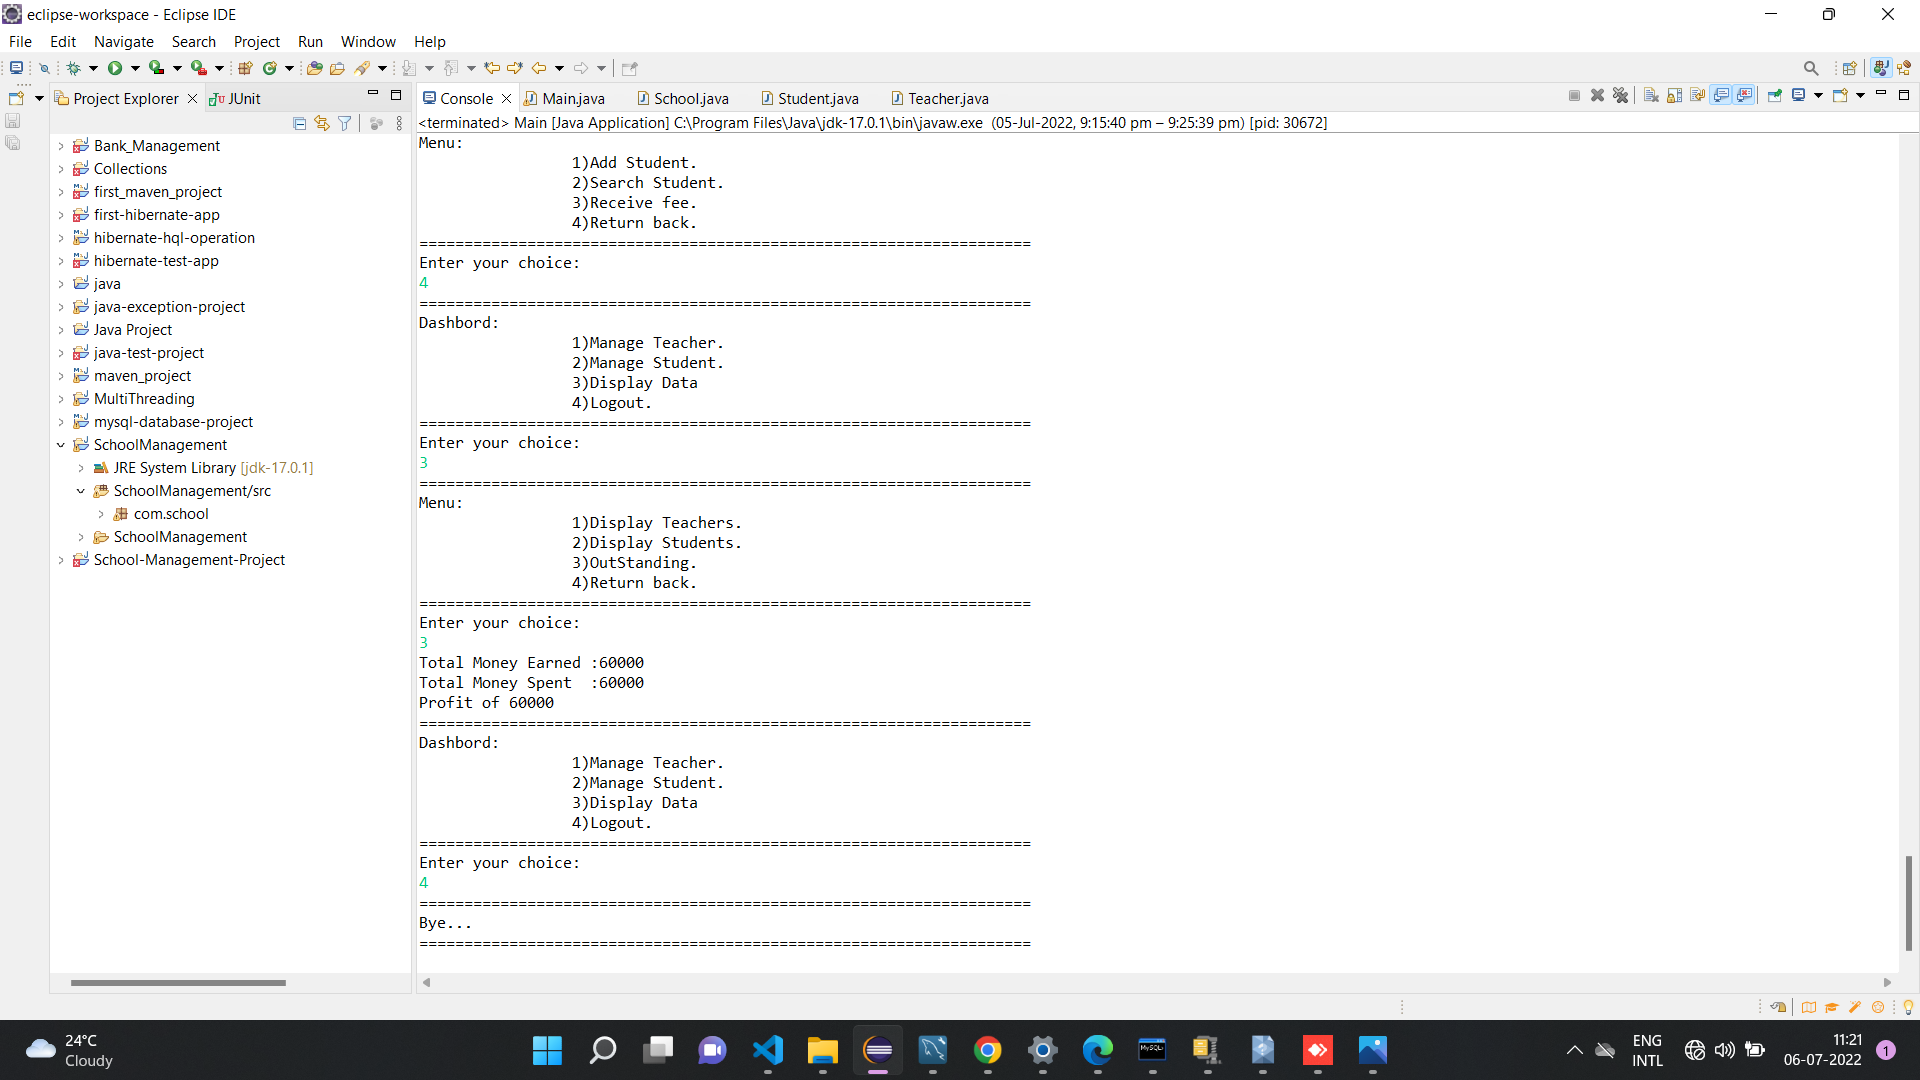 eclipse-workspace - Eclipse IDE
File Edit Navigate Search Project Run Window Help
Project Explorer JUnit
Console Main.java School.java Student.java Teacher.java
<terminated> Main [Java Application] C:\Program Files\Java\jdk-17.0.1\bin\javaw.exe (05-Jul-2022, 9:15:40 pm – 9:25:39 pm) [pid: 30672]
Bank_Management
Collections
first_maven_project
first-hibernate-app
hibernate-hql-operation
hibernate-test-app
java
java-exception-project
Java Project
java-test-project
maven_project
MultiThreading
mysql-database-project
SchoolManagement
JRE System Library [jdk-17.0.1]
SchoolManagement/src
com.school
SchoolManagement
School-Management-Project
Menu:
1)Add Student.
2)Search Student.
3)Receive fee.
4)Return back.
====================================================================
Enter your choice:
4
====================================================================
Dashbord:
1)Manage Teacher.
2)Manage Student.
3)Display Data
4)Logout.
====================================================================
Enter your choice:
3
====================================================================
Menu:
1)Display Teachers.
2)Display Students.
3)OutStanding.
4)Return back.
====================================================================
Enter your choice:
3
Total Money Earned :60000
Total Money Spent  :60000
Profit of 60000
====================================================================
Dashbord:
1)Manage Teacher.
2)Manage Student.
3)Display Data
4)Logout.
====================================================================
Enter your choice:
4
====================================================================
Bye...
====================================================================
24°C
Cloudy
MySQL
ENG
INTL
11:21
06-07-2022
1